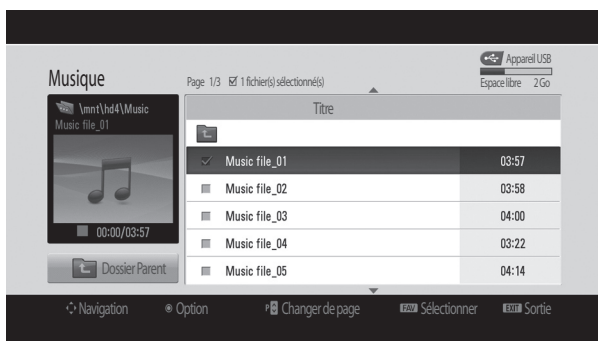 Appareil USB
Musique
Page 1/3 1 fichier(s) sélectionné(s)
Espace libre 2 Go
\mnt\hd4\Music
Music file_01
Titre
Music file_01 03:57
Music file_02 03:58
Music file_03 04:00
Music file_04 03:22
Music file_05 04:14
00:00/03:57
Dossier Parent
Navigation Option P Changer de page FAV Sélectionner EXIT Sortie